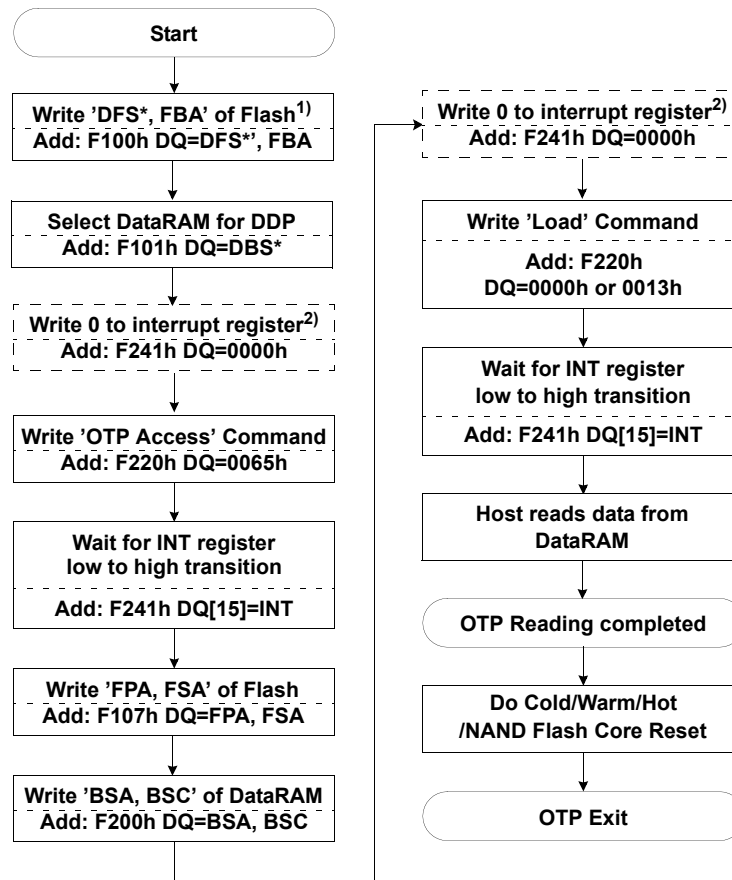 Start
Write 'DFS*, FBA' of Flash1)
Add: F100h DQ=DFS*', FBA
Select DataRAM for DDP
Add: F101h DQ=DBS*
Write 0 to interrupt register2)
Add: F241h DQ=0000h
Write 'OTP Access' Command
Add: F220h DQ=0065h
Wait for INT register
low to high transition
Add: F241h DQ[15]=INT
Write 'FPA, FSA' of Flash
Add: F107h DQ=FPA, FSA
Write 'BSA, BSC' of DataRAM
Add: F200h DQ=BSA, BSC
Write 0 to interrupt register2)
Add: F241h DQ=0000h
Write 'Load' Command
Add: F220h
DQ=0000h or 0013h
Wait for INT register
low to high transition
Add: F241h DQ[15]=INT
Host reads data from
DataRAM
OTP Reading completed
Do Cold/Warm/Hot
/NAND Flash Core Reset
OTP Exit